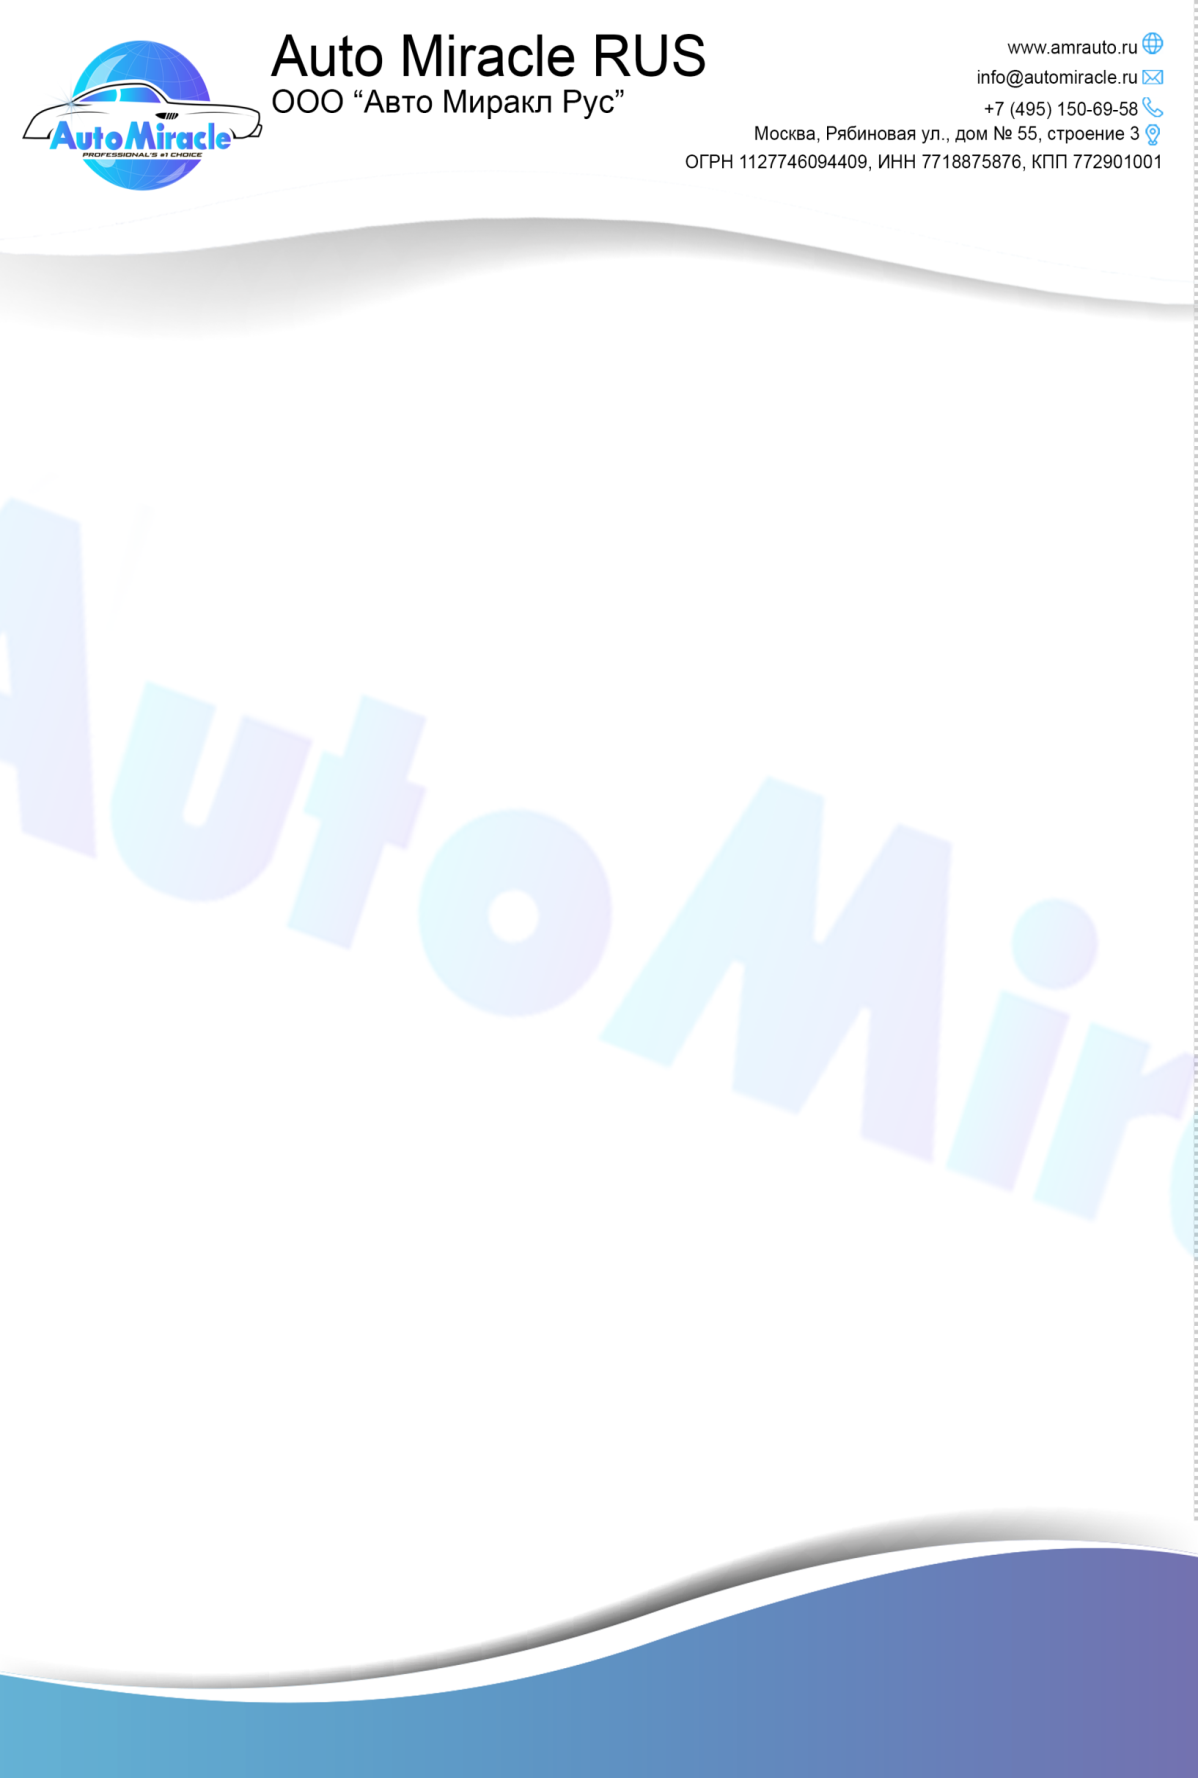 Auto Miracle RUS
ООО “Авто Миракл Рус”
AutoMiracle
PROFESSIONAL'S #1 CHOICE
www.amrauto.ru
info@automiracle.ru
+7 (495) 150-69-58
Москва, Рябиновая ул., дом № 55, строение 3
ОГРН 1127746094409, ИНН 7718875876, КПП 772901001
AutoMira